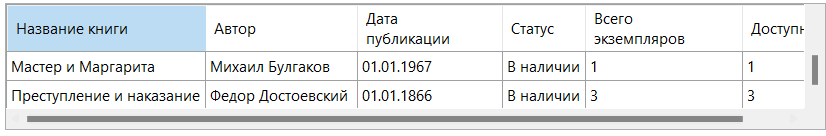 Название книги Автор Дата публикации Статус Всего экземпляров
Мастер и Маргарита Михаил Булгаков 01.01.1967 В наличии 1 1
Преступление и наказание Федор Достоевский 01.01.1866 В наличии 3 3